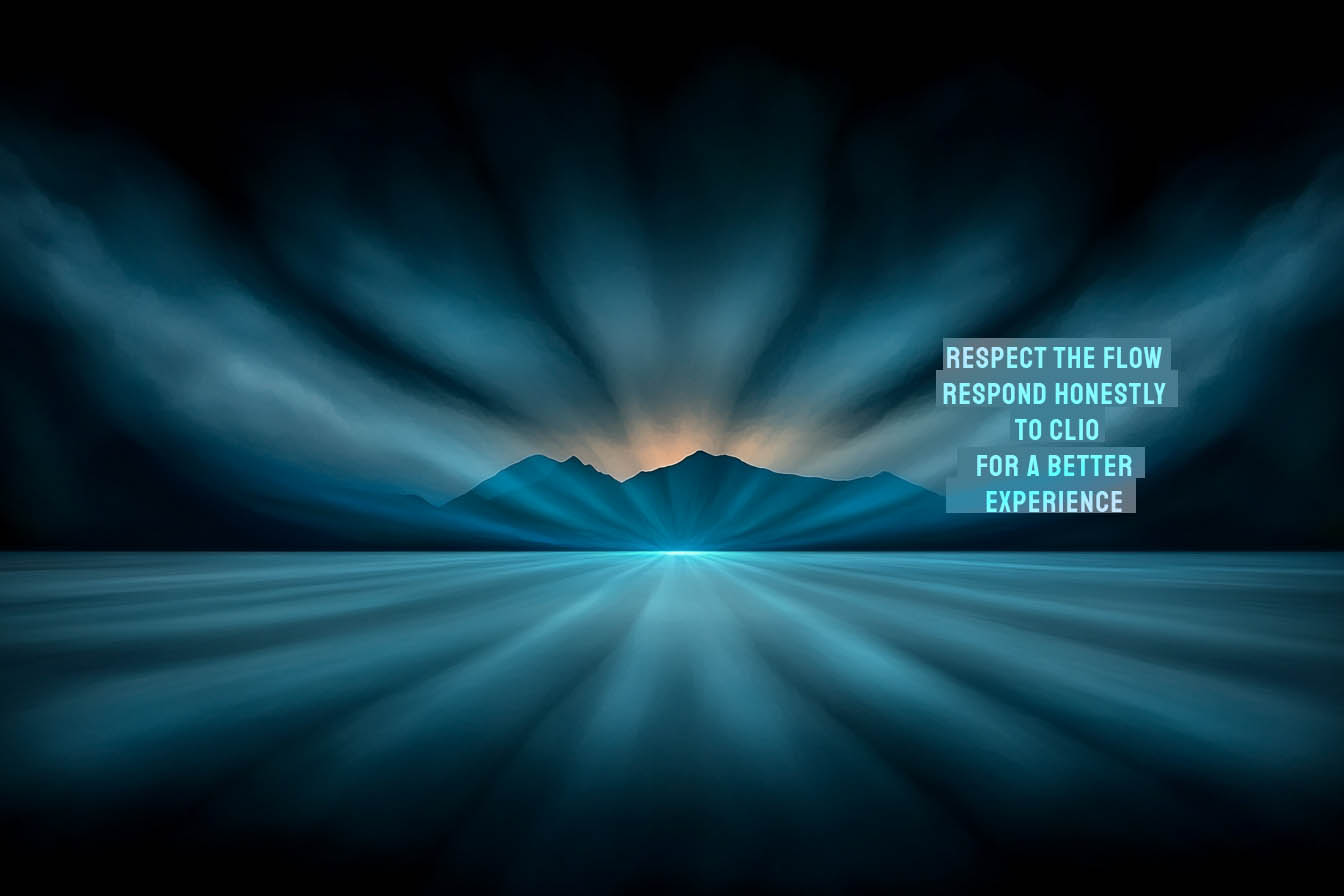 RESPECT THE FLOW
RESPOND HONESTLY
TO CLIO
FOR A BETTER
EXPERIENCE